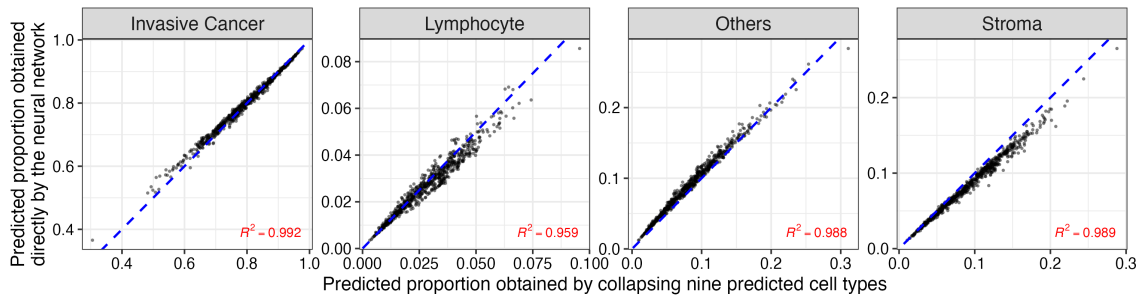 Invasive Cancer
Lymphocyte
Others
Stroma
Predicted proportion obtained
directly by the neural network
1.0
0.8
0.6
0.4
R² = 0.992
0.4
0.6
0.8
1.0
0.08
0.06
0.04
0.02
0.00
R² = 0.959
0.00
0.025
0.050
0.075
0.100
0.2
0.1
0.0
R² = 0.988
0.0
0.1
0.2
0.3
0.2
0.1
0.0
R² = 0.989
0.0
0.1
0.2
0.3
Predicted proportion obtained by collapsing nine predicted cell types